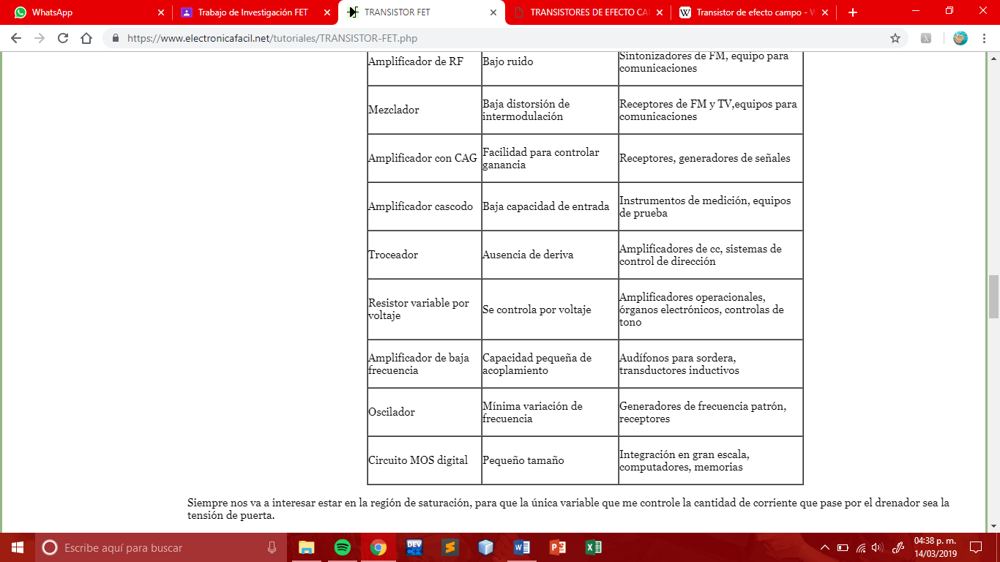 WhatsApp
Trabajo de Investigación FET
TRANSISTOR FET
TRANSISTORES DE EFECTO CA
Transistor de efecto campo - W
https://www.electronicafacil.net/tutoriales/TRANSISTOR-FET.php
Amplificador de RF
Bajo ruido
Sintonizadores de FM, equipo para
comunicaciones
Mezclador
Baja distorsión de
intermodulación
Receptores de FM y TV,equipos para
comunicaciones
Amplificador con CAG
Facilidad para controlar
ganancia
Receptores, generadores de señales
Amplificador cascodo
Baja capacidad de entrada
Instrumentos de medición, equipos
de prueba
Troceador
Ausencia de deriva
Amplificadores de cc, sistemas de
control de dirección
Resistor variable por
voltaje
Se controla por voltaje
Amplificadores operacionales,
órganos electrónicos, controlas de
tono
Amplificador de baja
frecuencia
Capacidad pequeña de
acoplamiento
Audífonos para sordera,
transductores inductivos
Oscilador
Mínima variación de
frecuencia
Generadores de frecuencia patrón,
receptores
Circuito MOS digital
Pequeño tamaño
Integración en gran escala,
computadores, memorias
Siempre nos va a interesar estar en la región de saturación, para que la única variable que me controle la cantidad de corriente que pase por el drenador sea la
tensión de puerta.
Escribe aquí para buscar
DEV
04:38 p. m.
14/03/2019